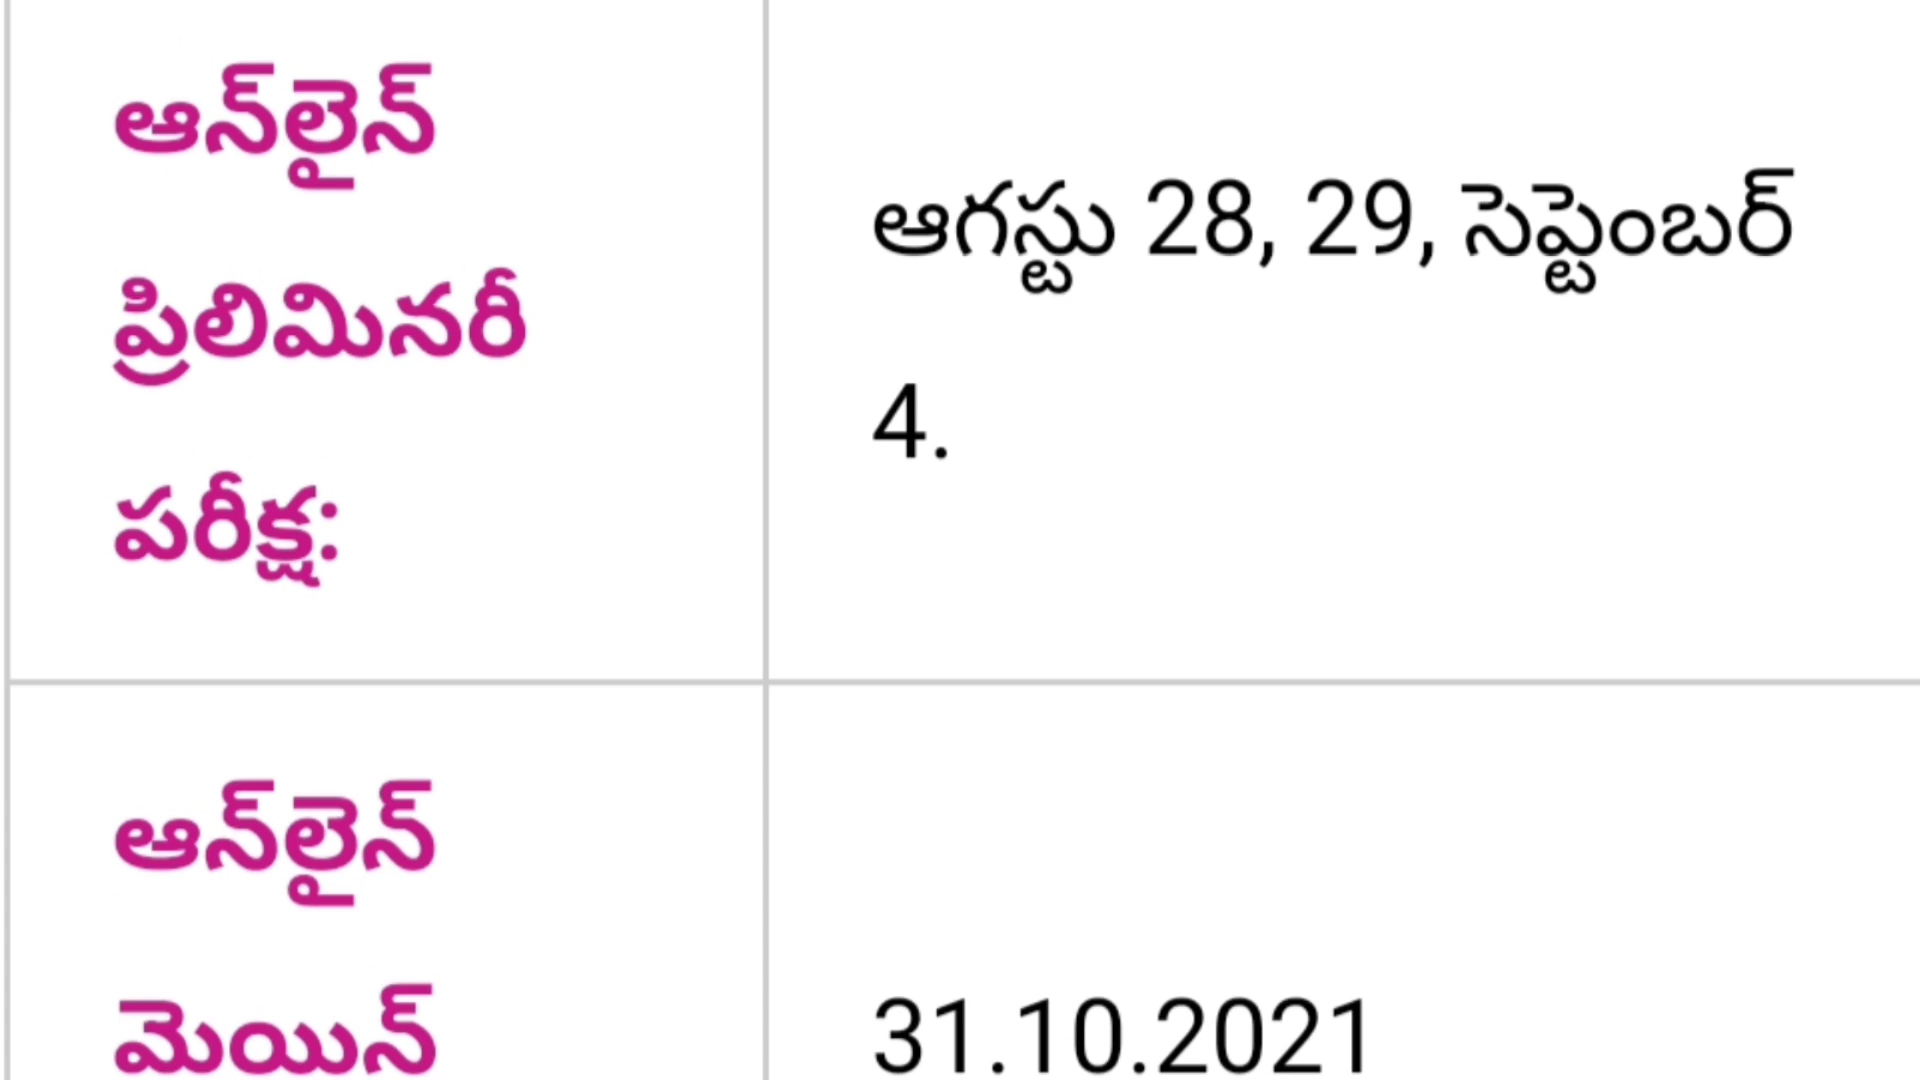 ఆన్‌లైన్
ప్రిలిమినరీ
పరీక్ష:
ఆగస్టు 28, 29, సెప్టెంబర్
4.
ఆన్‌లైన్
మెయిన్
31.10.2021